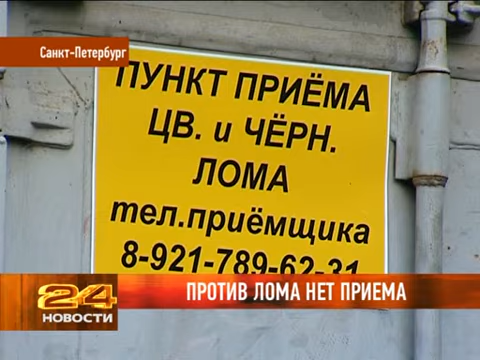 Санкт-Петербург
ПУНКТ ПРИЁМА
ЦВ. и ЧЁРН.
ЛОМА
тел.приёмщика
8-921-789-62-31
24
НОВОСТИ
ПРОТИВ ЛОМА НЕТ ПРИЕМА